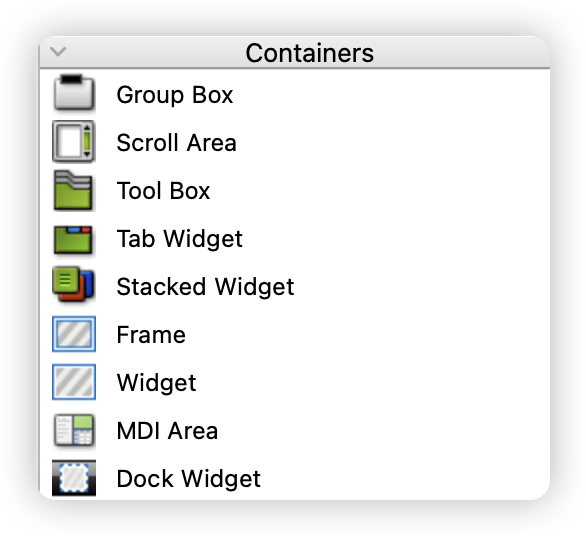 Containers
Group Box
Scroll Area
Tool Box
Tab Widget
Stacked Widget
Frame
Widget
MDI Area
Dock Widget